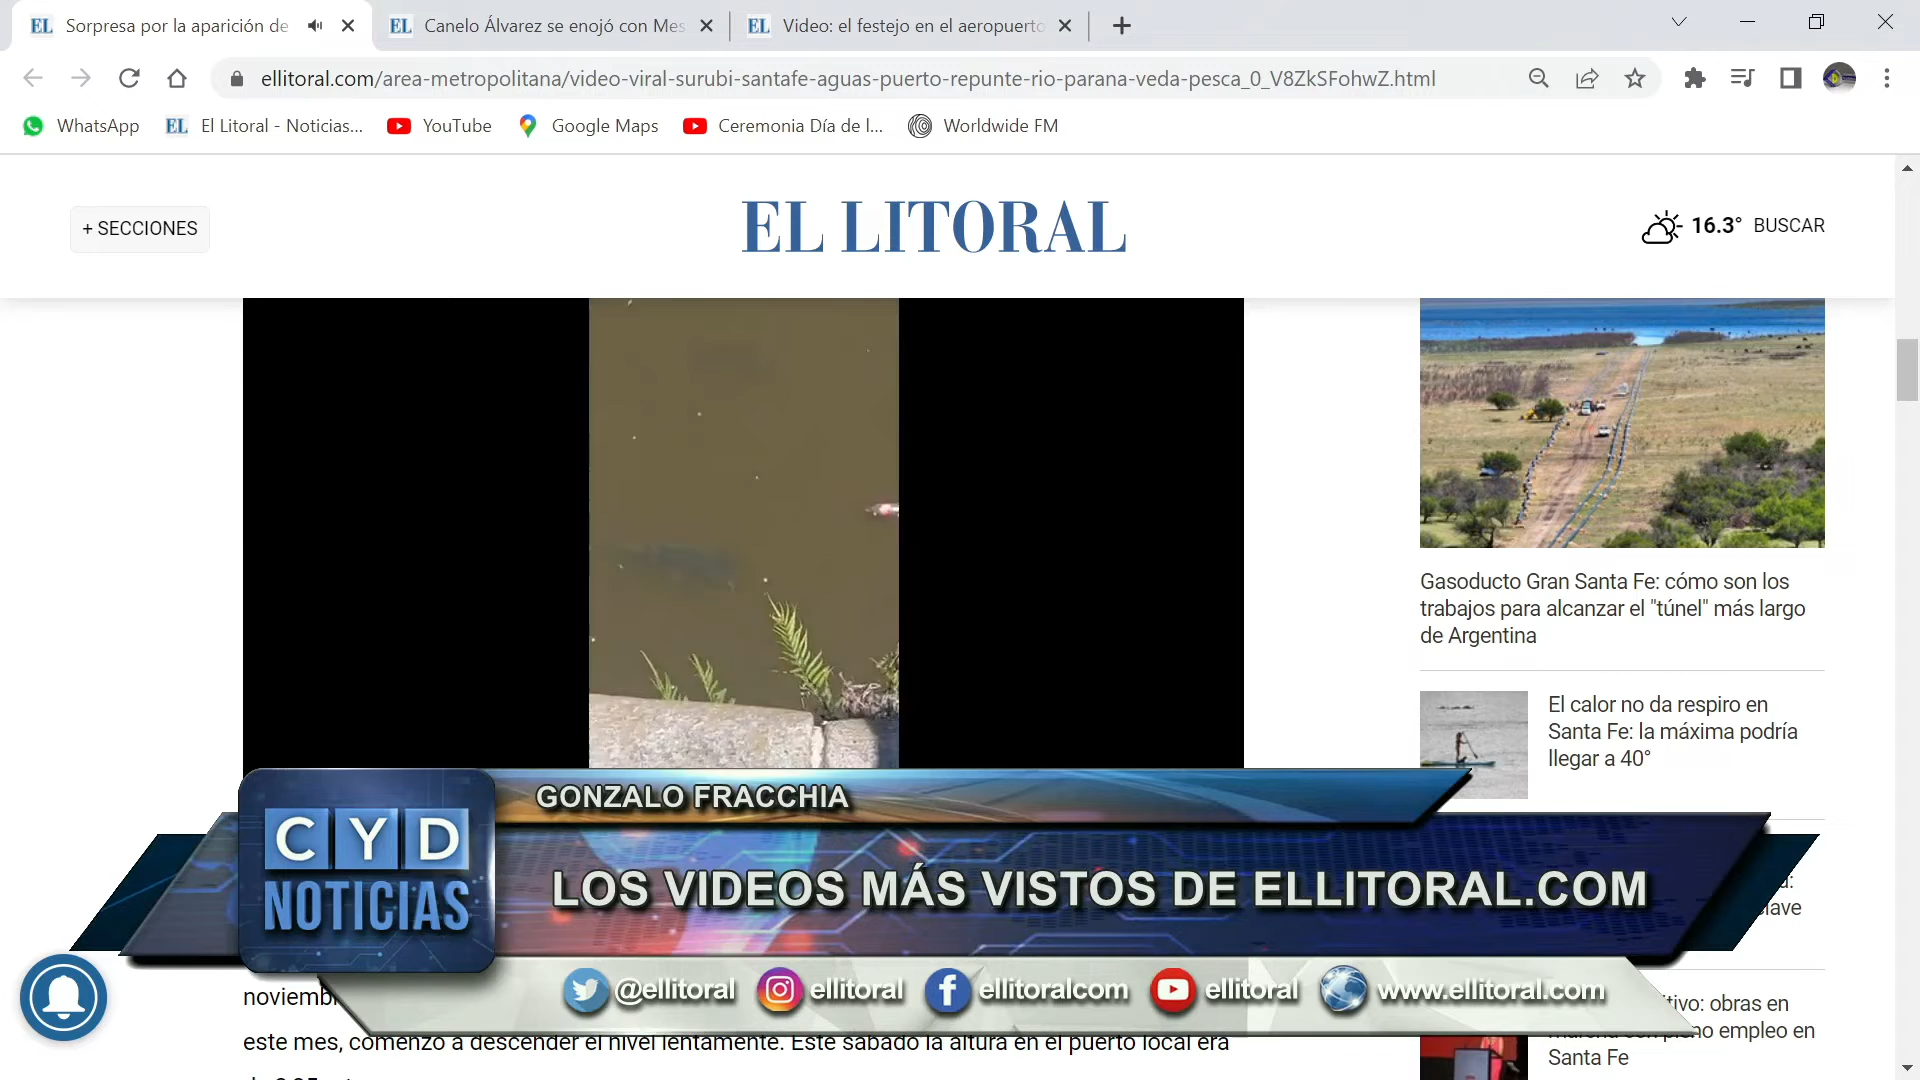 Sorpresa por la aparición de
Canelo Álvarez se enojó con Mes
Video: el festejo en el aeropuerto
ellitoral.com/area-metropolitana/video-viral-surubi-santafe-aguas-puerto-repunte-rio-parana-veda-pesca_0_V8ZkSFohwZ.html
WhatsApp
El Litoral - Noticias...
YouTube
Google Maps
Ceremonia Día de l...
Worldwide FM
+ SECCIONES
EL LITORAL
16.3° BUSCAR
Gasoducto Gran Santa Fe: cómo son los
trabajos para alcanzar el "túnel" más largo
de Argentina
El calor no da respiro en
Santa Fe: la máxima podría
llegar a 40°
GONZALO FRACCHIA
CYD
NOTICIAS
LOS VIDEOS MÁS VISTOS DE ELLITORAL.COM
@ellitoral
ellitoral
ellitoralcom
ellitoral
www.ellitoral.com
obras en
empleo en
Santa Fe
este mes, comenzó a descender el nivel lentamente. Este sábado la altura en el puerto local era